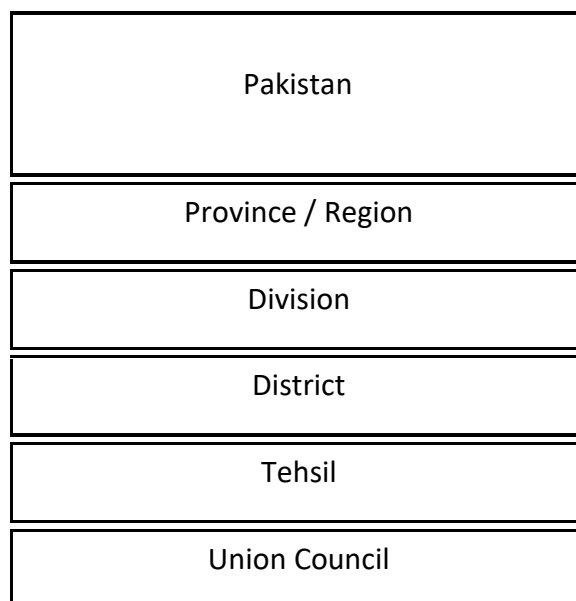 Pakistan
Province / Region
Division
District
Tehsil
Union Council